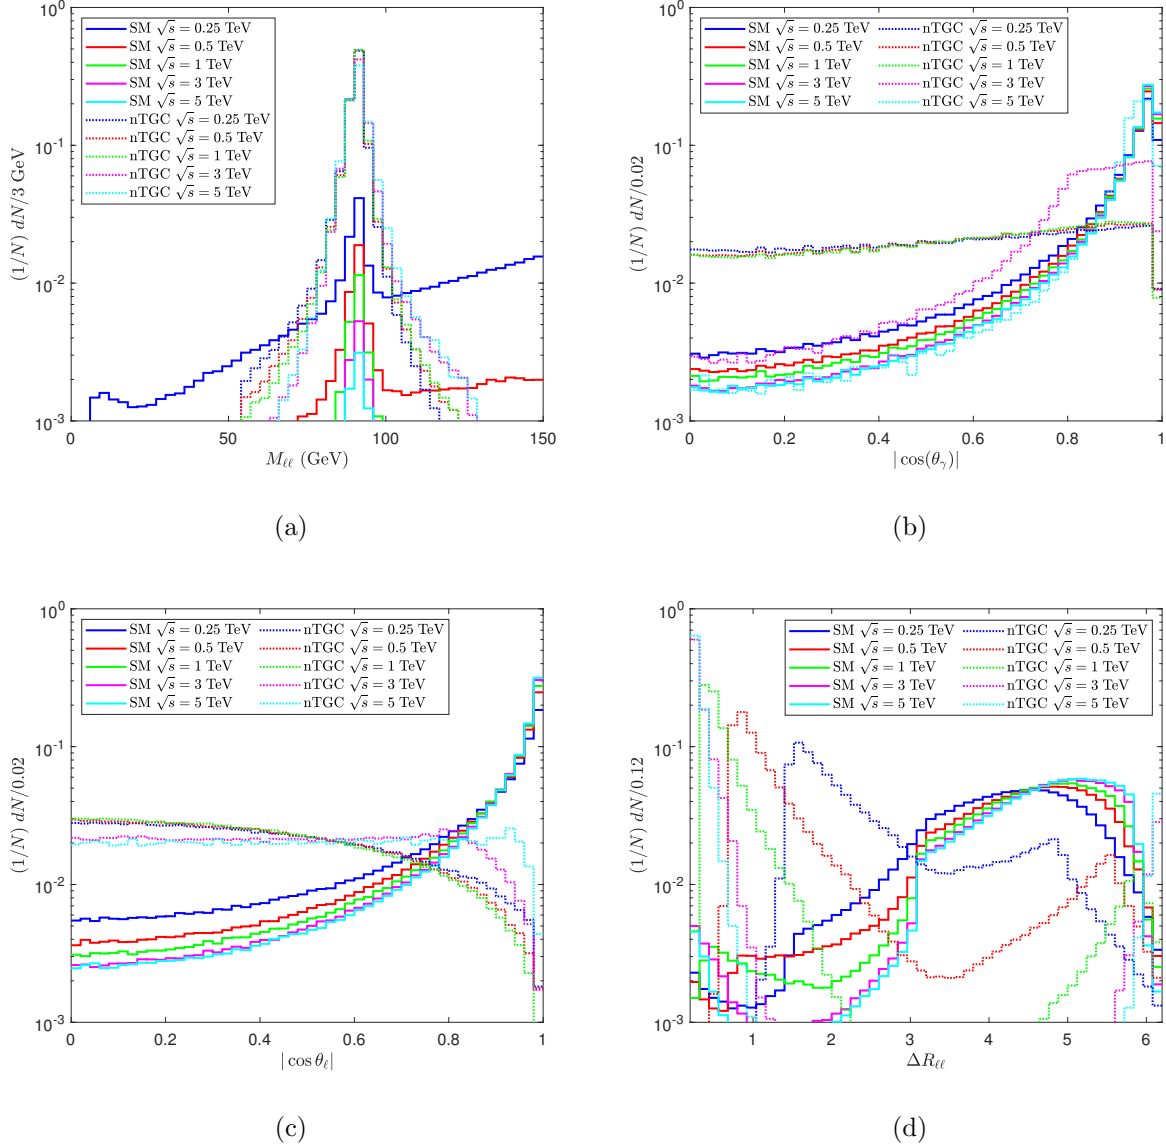 10^0
10^{-1}
10^{-2}
10^{-3}
(1/N) dN/3 GeV
SM √s = 0.25 TeV
SM √s = 0.5 TeV
SM √s = 1 TeV
SM √s = 3 TeV
SM √s = 5 TeV
nTGC √s = 0.25 TeV
nTGC √s = 0.5 TeV
nTGC √s = 1 TeV
nTGC √s = 3 TeV
nTGC √s = 5 TeV
0 50 100 150
M_{ℓℓ} (GeV)
(a)
10^0
10^{-1}
10^{-2}
10^{-3}
(1/N) dN/0.02
SM √s = 0.25 TeV nTGC √s = 0.25 TeV
SM √s = 0.5 TeV nTGC √s = 0.5 TeV
SM √s = 1 TeV nTGC √s = 1 TeV
SM √s = 3 TeV nTGC √s = 3 TeV
SM √s = 5 TeV nTGC √s = 5 TeV
0 0.2 0.4 0.6 0.8 1
|cos(θ_γ)|
(b)
10^0
10^{-1}
10^{-2}
10^{-3}
(1/N) dN/0.02
SM √s = 0.25 TeV nTGC √s = 0.25 TeV
SM √s = 0.5 TeV nTGC √s = 0.5 TeV
SM √s = 1 TeV nTGC √s = 1 TeV
SM √s = 3 TeV nTGC √s = 3 TeV
SM √s = 5 TeV nTGC √s = 5 TeV
0 0.2 0.4 0.6 0.8 1
|cos θ_ℓ|
(c)
10^0
10^{-1}
10^{-2}
10^{-3}
(1/N) dN/0.12
SM √s = 0.25 TeV nTGC √s = 0.25 TeV
SM √s = 0.5 TeV nTGC √s = 0.5 TeV
SM √s = 1 TeV nTGC √s = 1 TeV
SM √s = 3 TeV nTGC √s = 3 TeV
SM √s = 5 TeV nTGC √s = 5 TeV
1 2 3 4 5 6
ΔR_{ℓℓ}
(d)